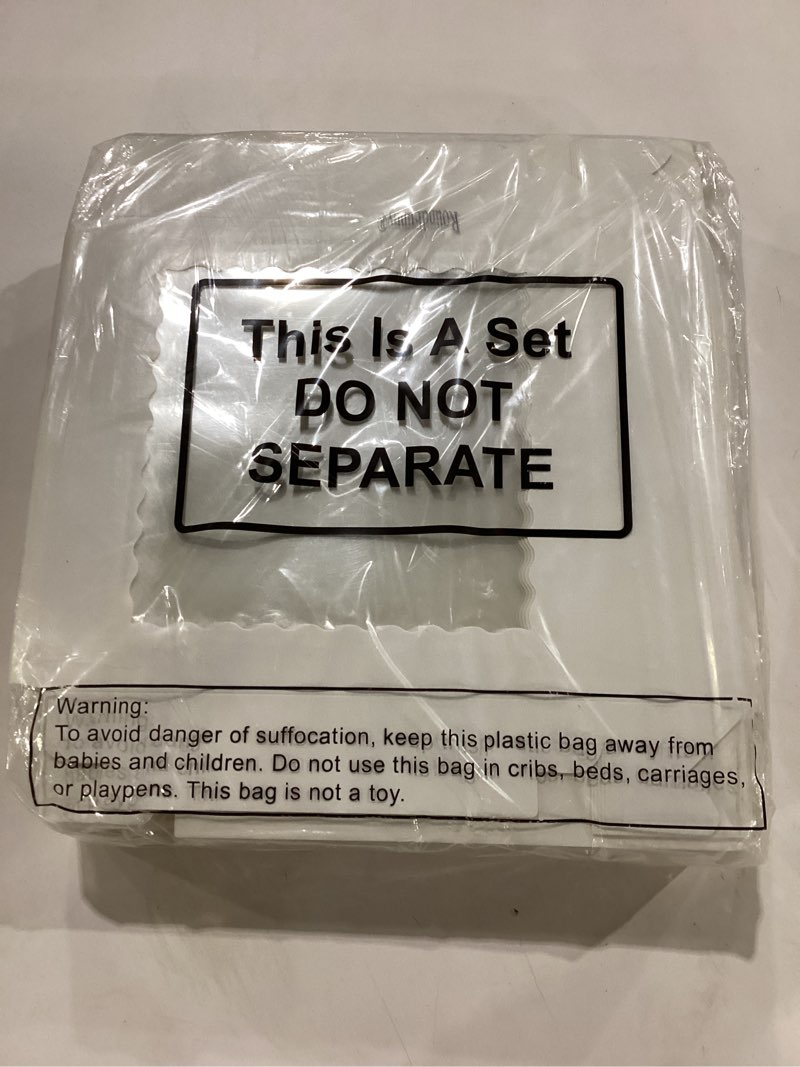 This Is A Set
DO NOT
SEPARATE
Warning:
To avoid danger of suffocation, keep this plastic bag away from
babies and children. Do not use this bag in cribs, beds, carriages,
or playpens. This bag is not a toy.